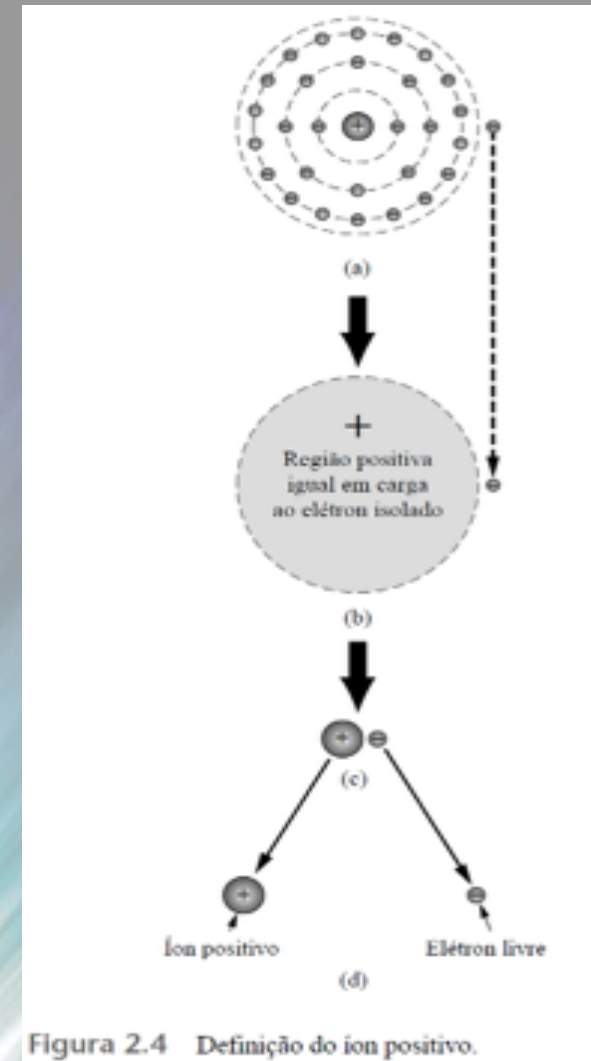 (a)
+
Região positiva
igual em carga
ao elétron isolado
(b)
(c)
Íon positivo
Elétron livre
(d)
Figura 2.4 Definição do íon positivo.